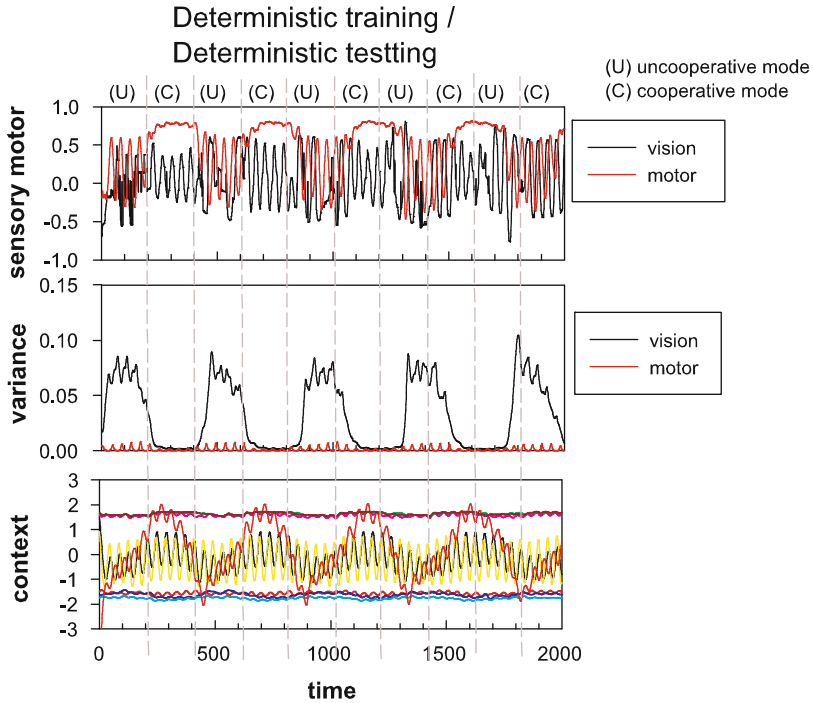 Deterministic training /
Deterministic testting
(U) uncooperative mode
(C) cooperative mode
(U) (C) (U) (C) (U) (C) (U) (C) (U) (C)
sensory motor
1.0
0.5
0.0
-0.5
-1.0
vision
motor
variance
0.15
0.10
0.05
0.00
vision
motor
context
3
2
1
0
-1
-2
-3
0 500 1000 1500 2000
time